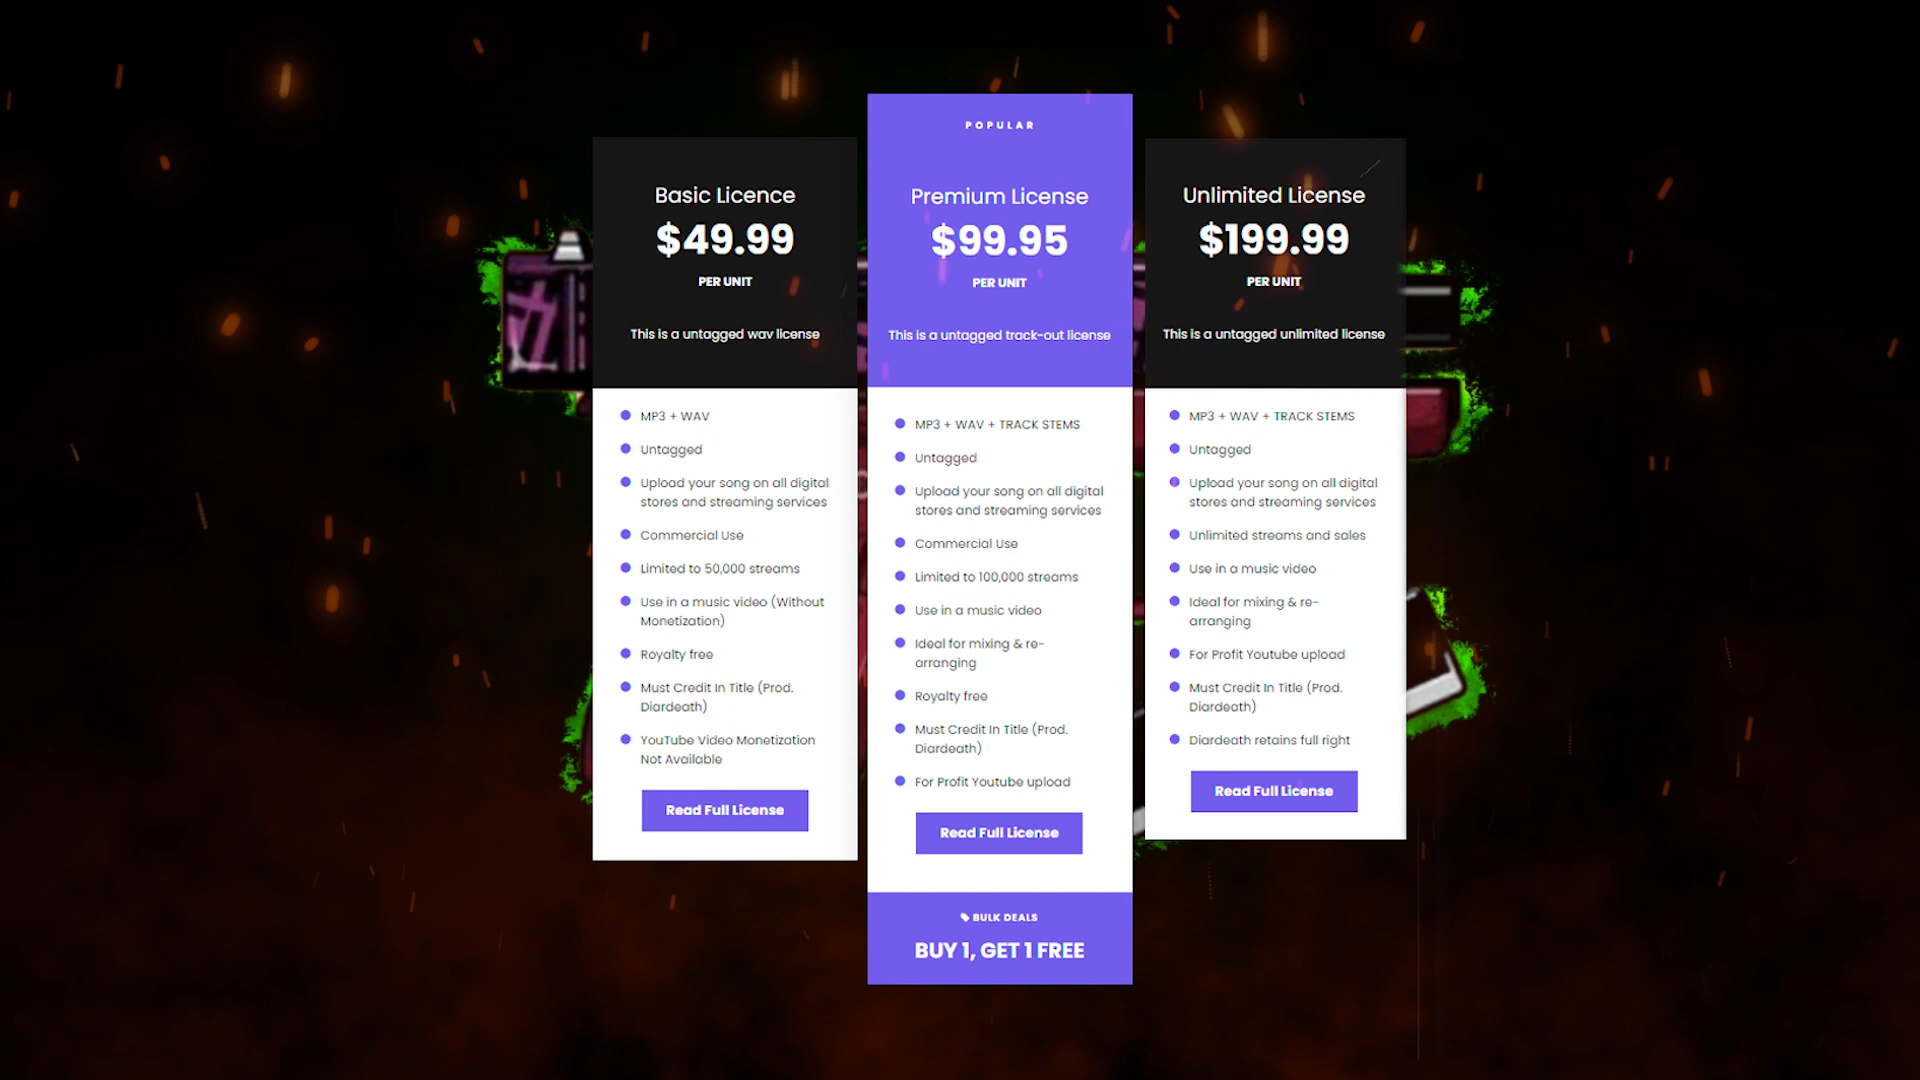 Basic Licence
$49.99
PER UNIT
This is a untagged wav license
MP3 + WAV
Untagged
Upload your song on all digital
stores and streaming services
Commercial Use
Limited to 50,000 streams
Use in a music video (Without
Monetization)
Royalty free
Must Credit In Title (Prod.
Diardeath)
YouTube Video Monetization
Not Available
Read Full License
POPULAR
Premium License
$99.95
PER UNIT
This is a untagged track-out license
MP3 + WAV + TRACK STEMS
Untagged
Upload your song on all digital
stores and streaming services
Commercial Use
Limited to 100,000 streams
Use in a music video
Ideal for mixing & re-
arranging
Royalty free
Must Credit In Title (Prod.
Diardeath)
For Profit Youtube upload
Read Full License
BULK DEALS
BUY 1, GET 1 FREE
Unlimited License
$199.99
PER UNIT
This is a untagged unlimited license
MP3 + WAV + TRACK STEMS
Untagged
Upload your song on all digital
stores and streaming services
Unlimited streams and sales
Use in a music video
Ideal for mixing & re-
arranging
For Profit Youtube upload
Must Credit In Title (Prod.
Diardeath)
Diardeath retains full right
Read Full License